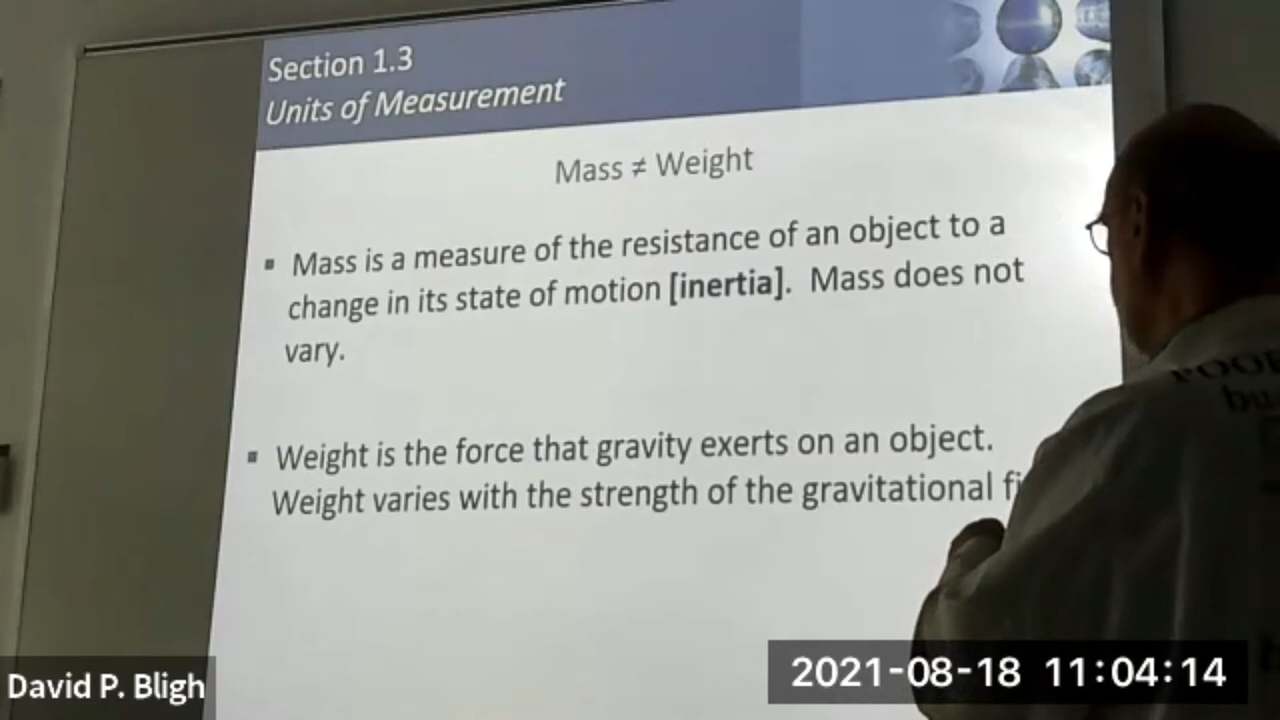 Section 1.3
Units of Measurement
Mass ≠ Weight
▪ Mass is a measure of the resistance of an object to a
change in its state of motion [inertia]. Mass does not
vary.
▪ Weight is the force that gravity exerts on an object.
Weight varies with the strength of the gravitational
David P. Bligh
2021-08-18 11:04:14